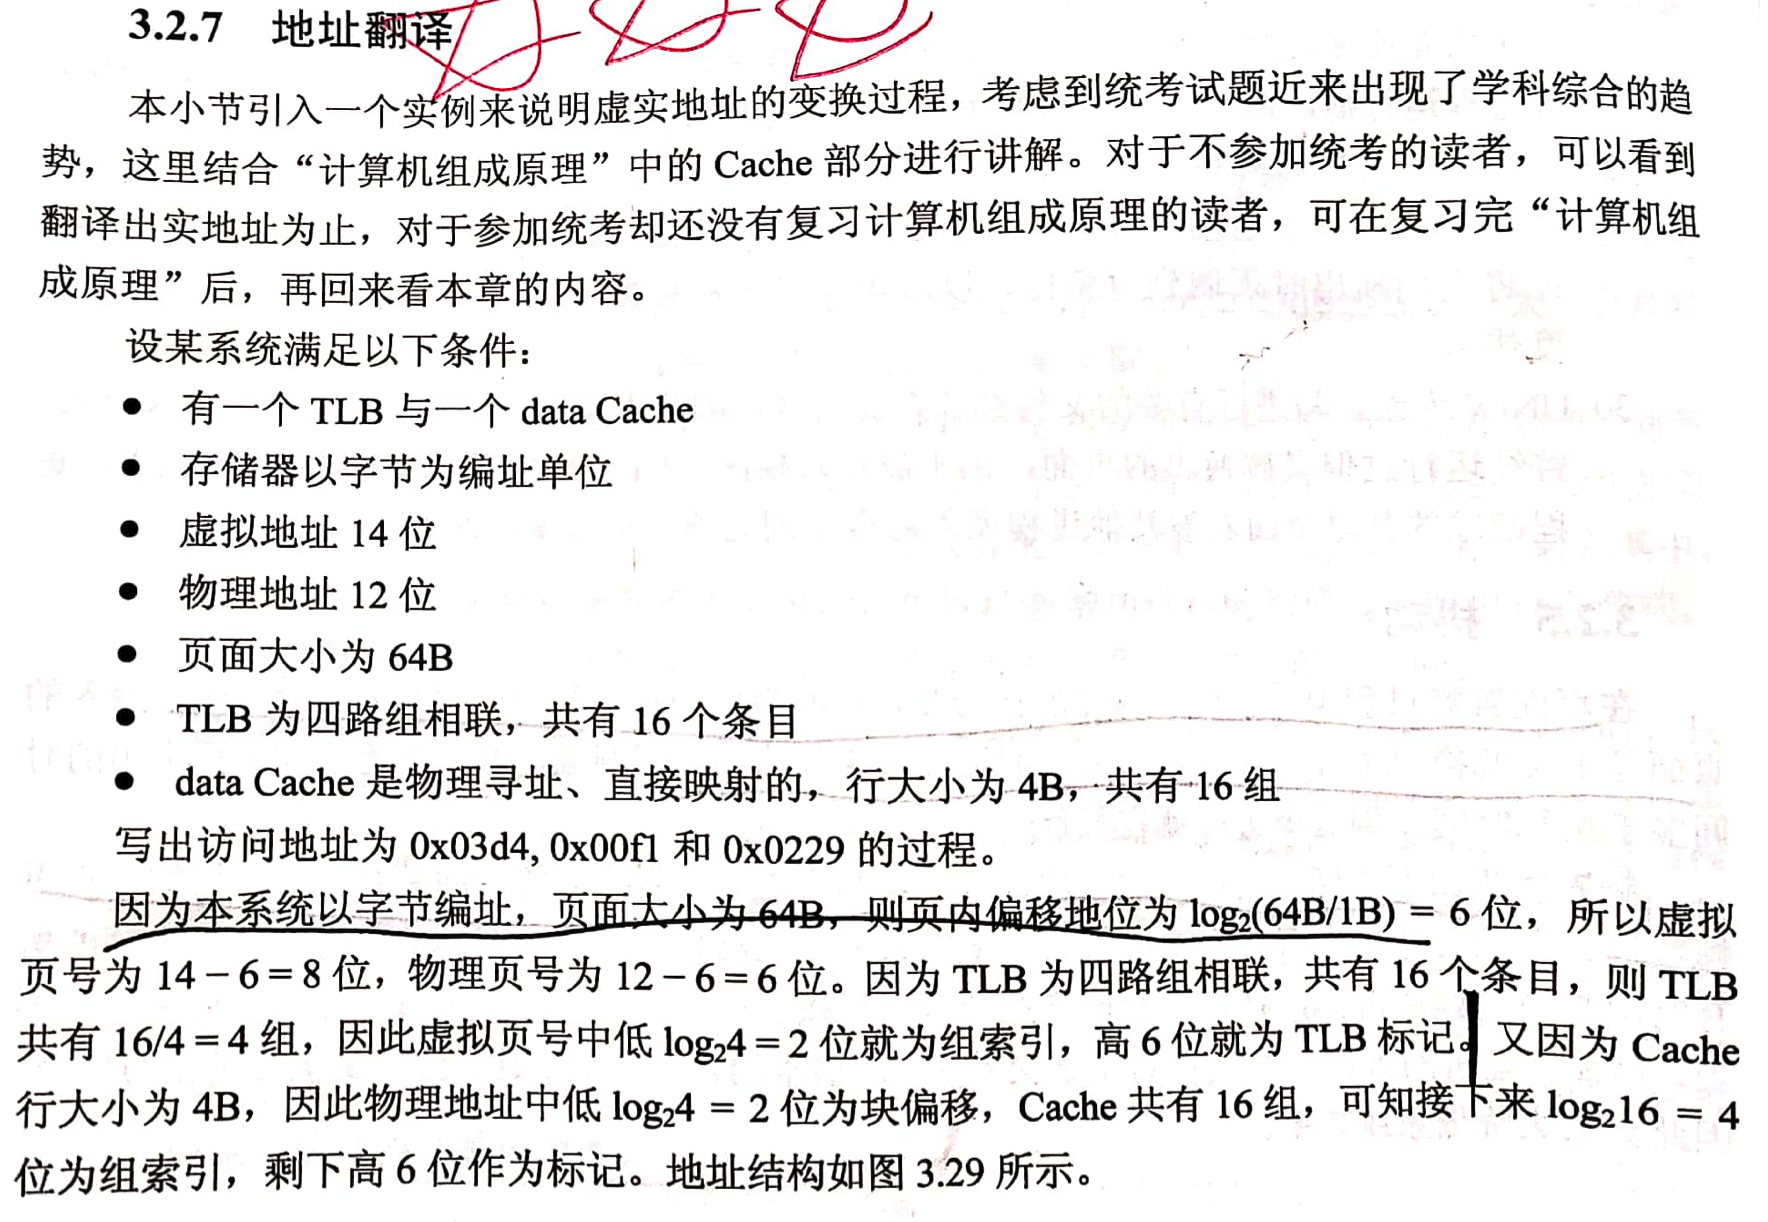 3.2.7 地址翻译
本小节引入一个实例来说明虚实地址的变换过程，考虑到统考试题近来出现了学科综合的趋
势，这里结合“计算机组成原理”中的 Cache 部分进行讲解。对于不参加统考的读者，可以看到
翻译出实地址为止，对于参加统考却还没有复习计算机组成原理的读者，可在复习完“计算机组
成原理”后，再回来看本章的内容。
设某系统满足以下条件：
● 有一个 TLB 与一个 data Cache
● 存储器以字节为编址单位
● 虚拟地址 14 位
● 物理地址 12 位
● 页面大小为 64B
● TLB 为四路组相联，共有 16 个条目
● data Cache 是物理寻址、直接映射的，行大小为 4B，共有 16 组
写出访问地址为 0x03d4, 0x00f1 和 0x0229 的过程。
因为本系统以字节编址，页面大小为 64B，则页内偏移地位为 log₂(64B/1B) = 6 位，所以虚拟
页号为 14 − 6 = 8 位，物理页号为 12 − 6 = 6 位。因为 TLB 为四路组相联，共有 16 个条目，则 TLB
共有 16/4 = 4 组，因此虚拟页号中低 log₂4 = 2 位就为组索引，高 6 位就为 TLB 标记。又因为 Cache
行大小为 4B，因此物理地址中低 log₂4 = 2 位为块偏移，Cache 共有 16 组，可知接下来 log₂16 = 4
位为组索引，剩下高 6 位作为标记。地址结构如图 3.29 所示。